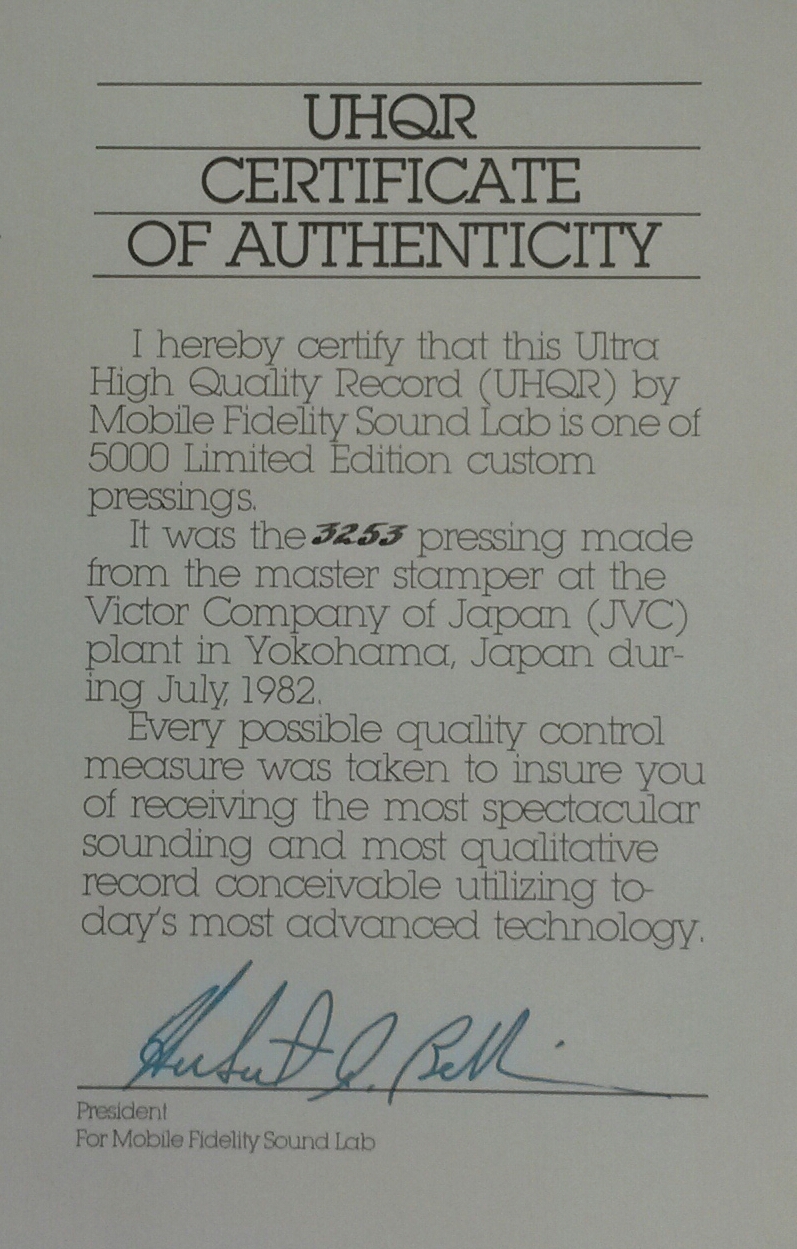 UHQR
CERTIFICATE
OF AUTHENTICITY
I hereby certify that this Ultra
High Quality Record (UHQR) by
Mobile Fidelity Sound Lab is one of
5000 Limited Edition custom
pressings.
It was the 3253 pressing made
from the master stamper at the
Victor Company of Japan (JVC)
plant in Yokohama, Japan dur-
ing July, 1982.
Every possible quality control
measure was taken to insure you
of receiving the most spectacular
sounding and most qualitative
record conceivable utilizing to-
day's most advanced technology.
Herbert
President
For Mobile Fidelity Sound Lab